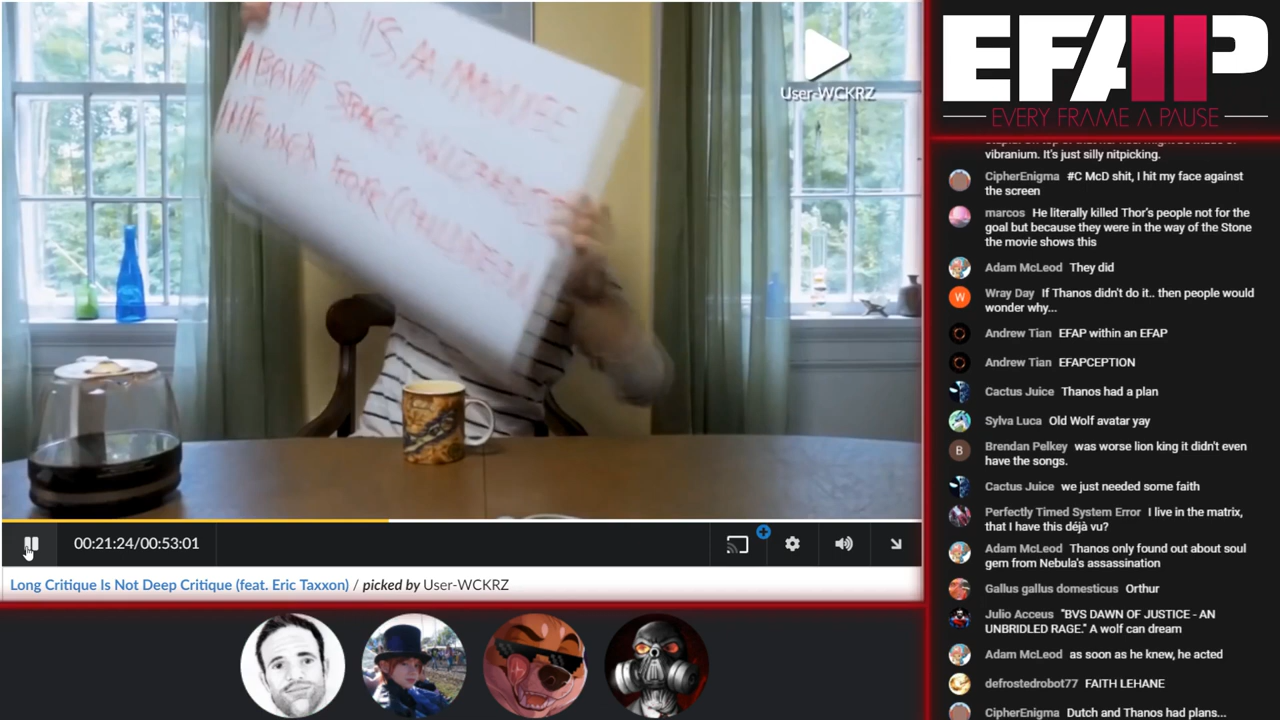 THIS IS A A MOVIEE
ABOUTT SPACE WIZZARDS
INTENDED FORE CHILLDREAN
User-WCKRZ
00:21:24/00:53:01
Long Critique Is Not Deep Critique (feat. Eric Taxxon) / picked by User-WCKRZ
EFAP
EVERY FRAME A PAUSE
vibranium. It's just silly nitpicking.
CipherEnigma #C McD shit, I hit my face against
the screen
marcos He literally killed Thor's people not for the
goal but because they were in the way of the Stone
the movie shows this
Adam McLeod They did
W
Wray Day If Thanos didn't do it.. then people would
wonder why...
Andrew Tian EFAP within an EFAP
Andrew Tian EFAPCEPTION
Cactus Juice Thanos had a plan
Sylva Luca Old Wolf avatar yay
B
Brendan Pelkey was worse lion king it didn't even
have the songs.
Cactus Juice we just needed some faith
Perfectly Timed System Error I live in the matrix,
that I have this déjà vu?
Adam McLeod Thanos only found out about soul
gem from Nebula's assassination
Gallus gallus domesticus Orthur
Julio Acceus "BVS DAWN OF JUSTICE - AN
UNBRIDLED RAGE." A wolf can dream
Adam McLeod as soon as he knew, he acted
defrostedrobot77 FAITH LEHANE
CipherEnigma Dutch and Thanos had plans...